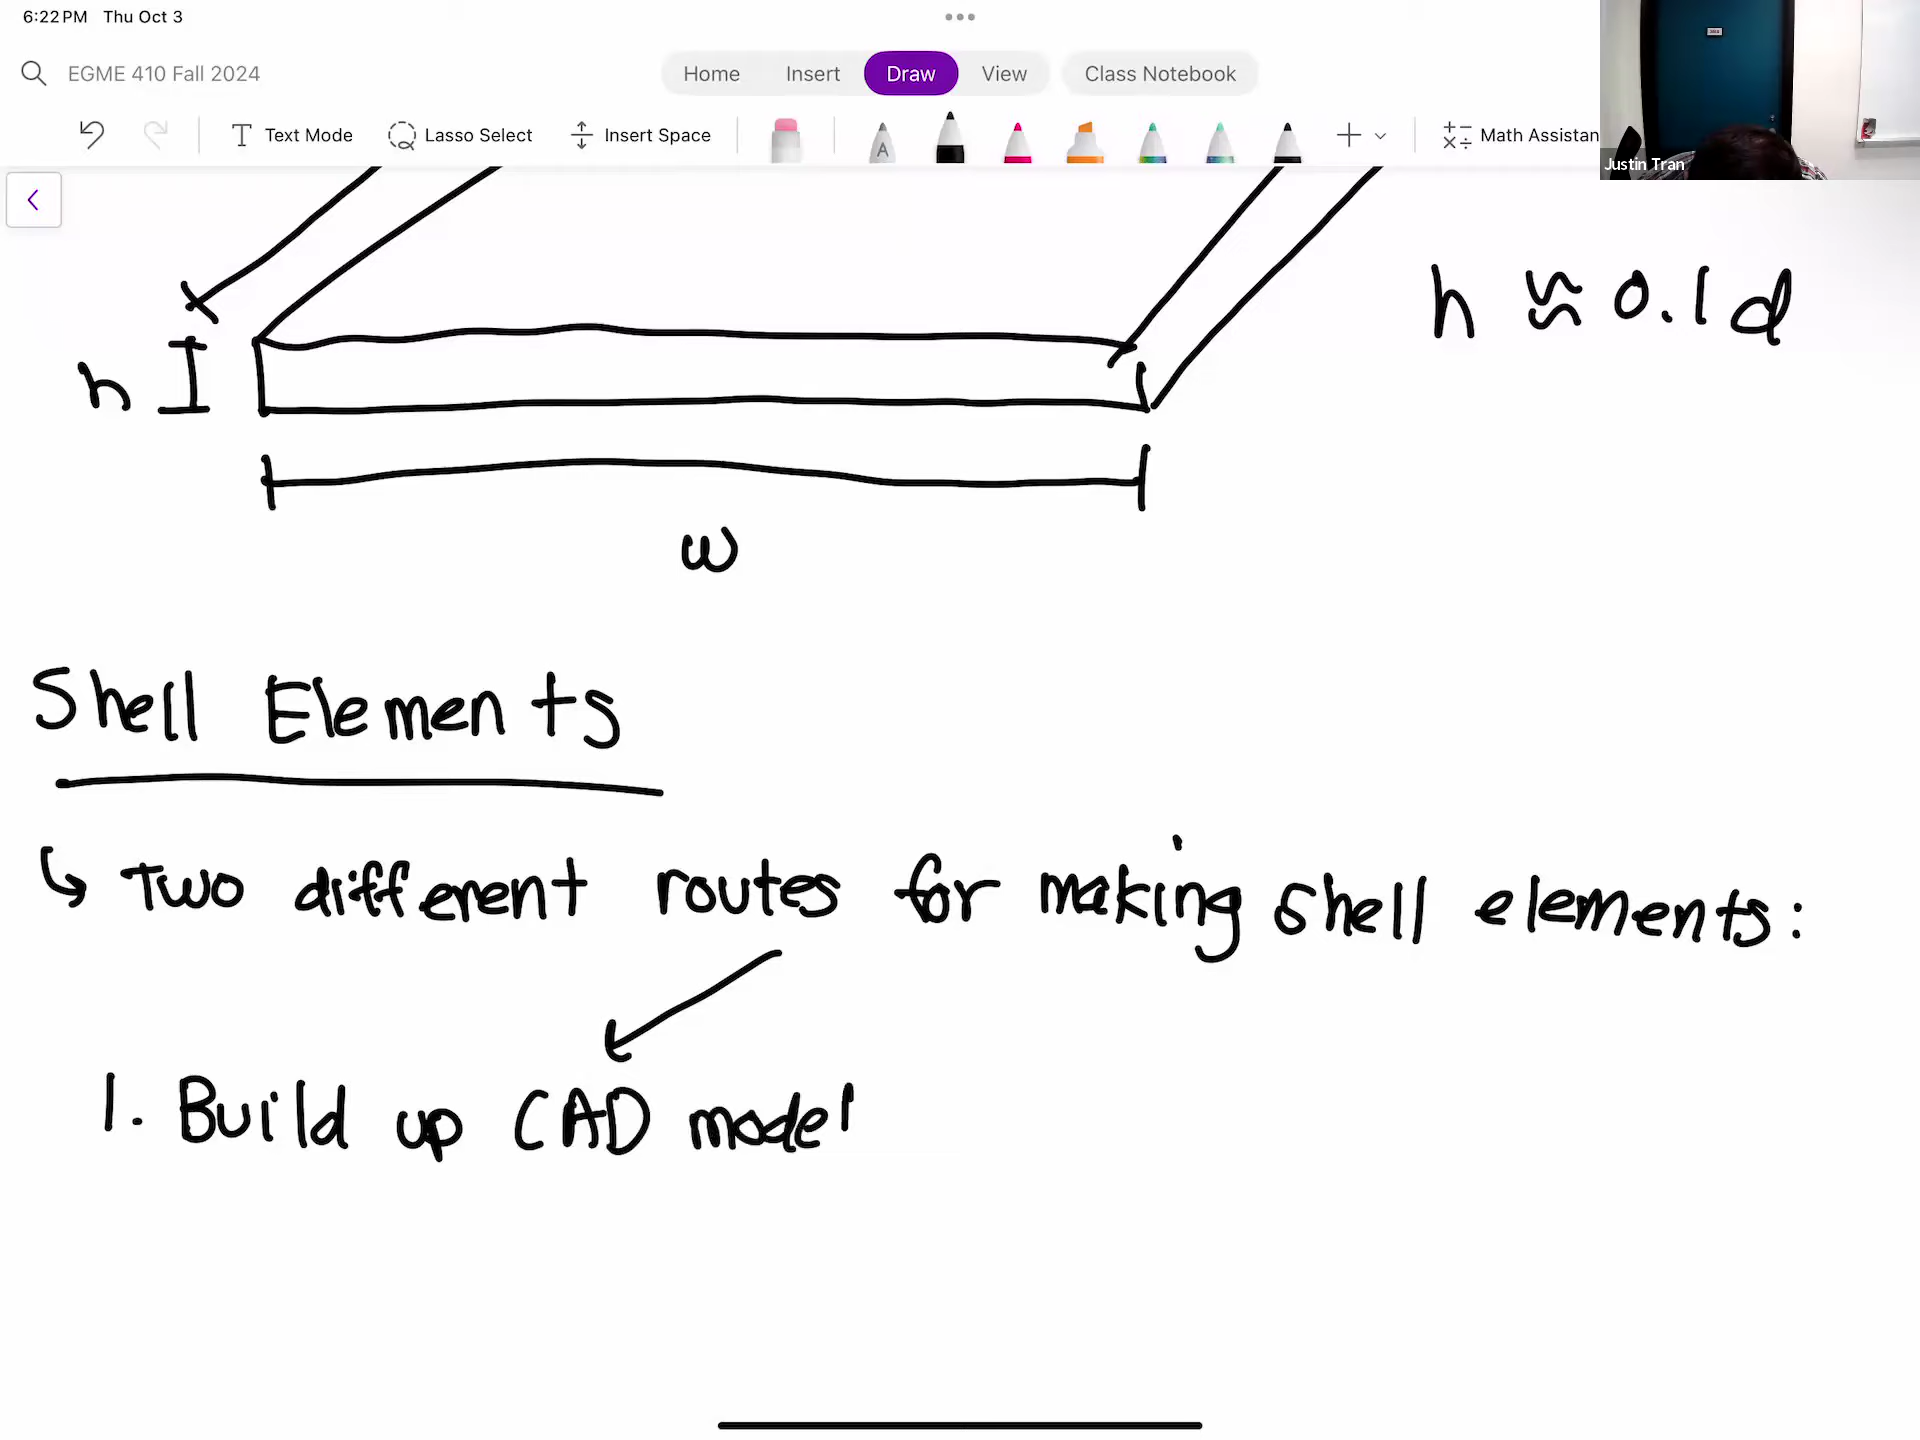 6:22 PM Thu Oct 3
EGME 410 Fall 2024
Home Insert Draw View Class Notebook
Text Mode Lasso Select Insert Space A Math Assistan
Justin Tran
h ≈ 0.1d
h
w
Shell Elements
↳ Two different routes for making shell elements:
1. Build up CAD model